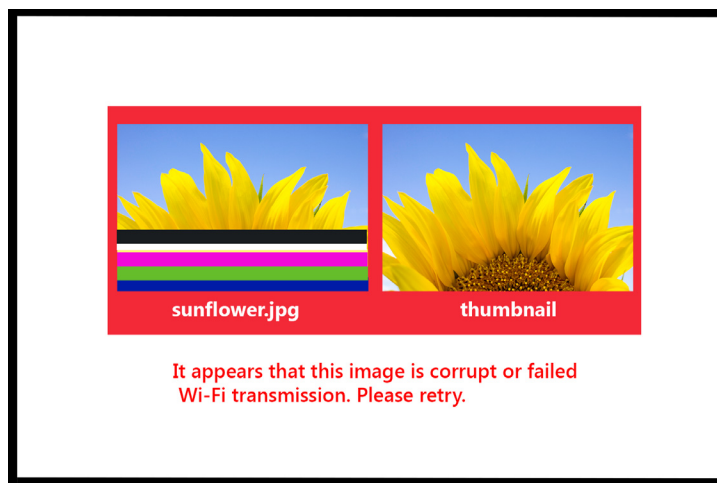 sunflower.jpg
thumbnail
It appears that this image is corrupt or failed
Wi-Fi transmission. Please retry.